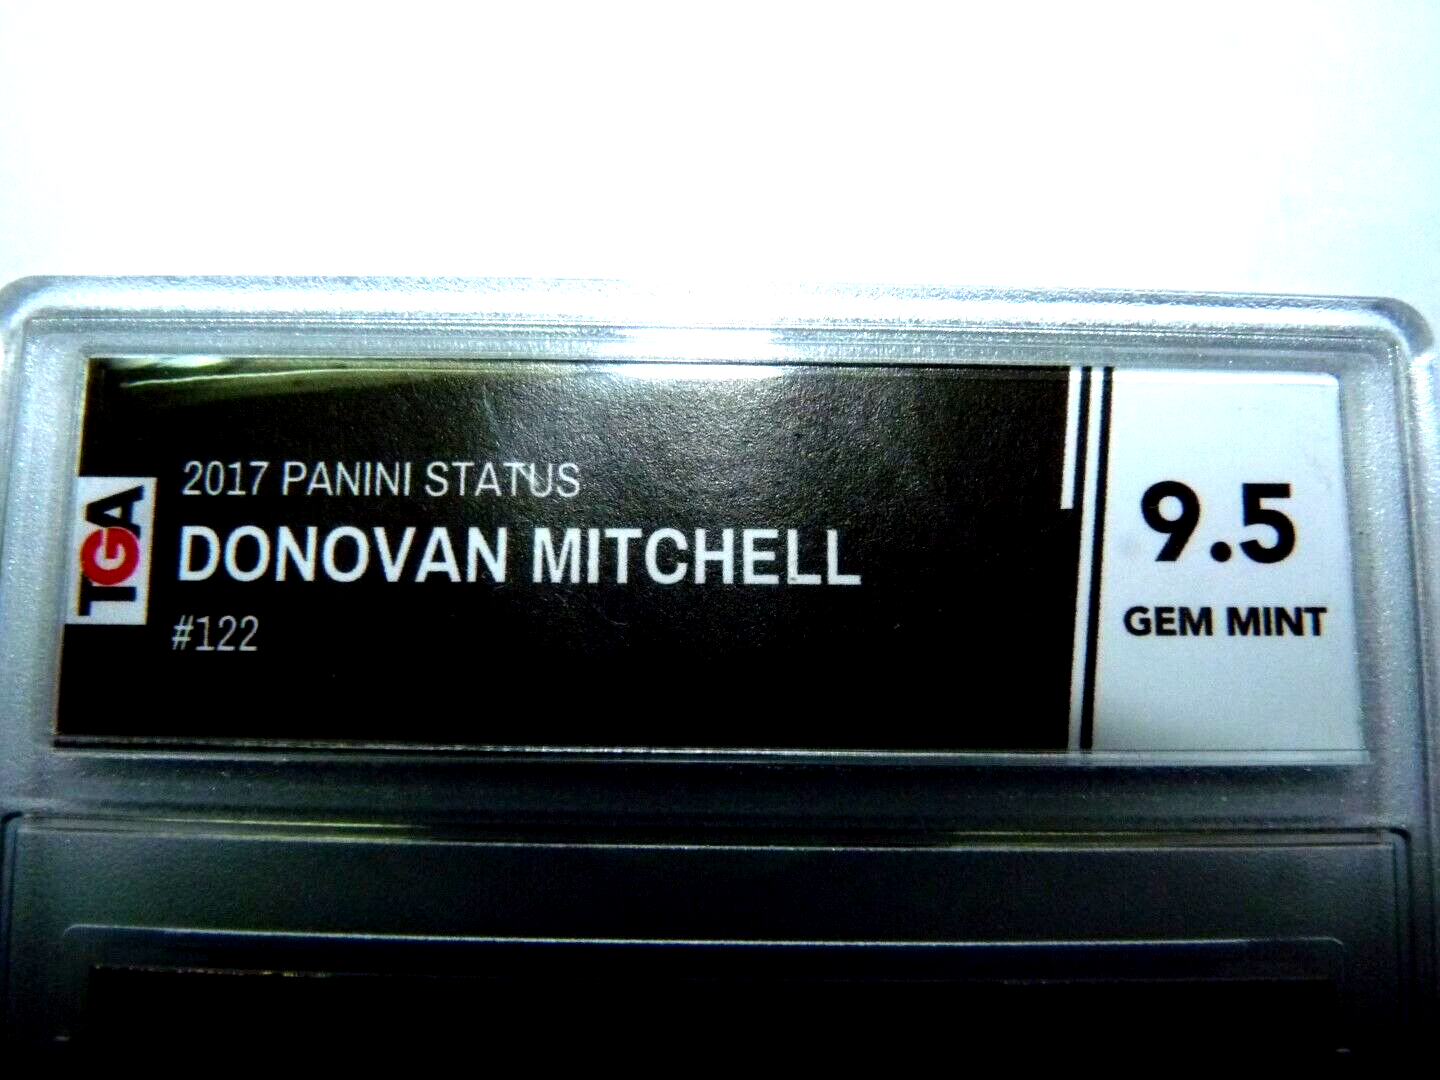 TGA
2017 PANINI STATUS
DONOVAN MITCHELL
#122
9.5
GEM MINT